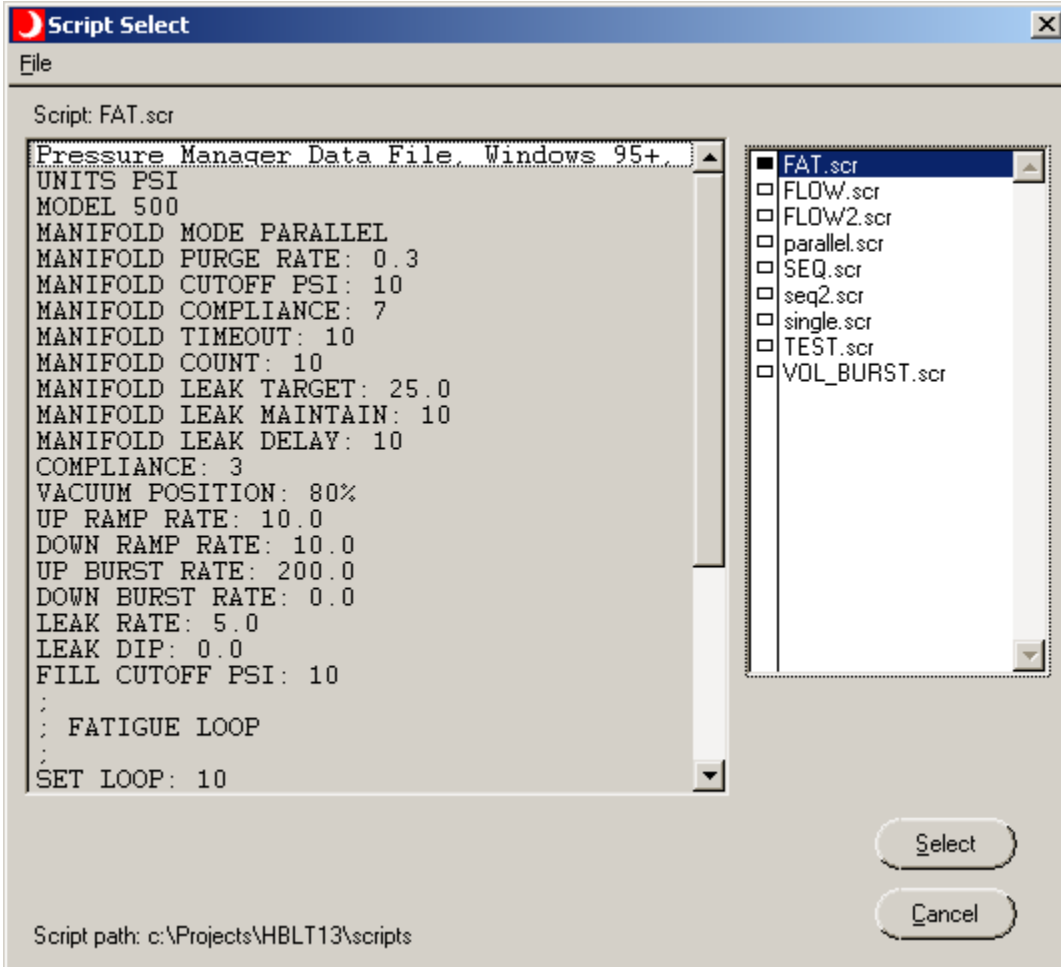 Script Select
File
Script: FAT.scr
Pressure Manager Data File, Windows 95+,
UNITS PSI
MODEL 500
MANIFOLD MODE PARALLEL
MANIFOLD PURGE RATE: 0.3
MANIFOLD CUTOFF PSI: 10
MANIFOLD COMPLIANCE: 7
MANIFOLD TIMEOUT: 10
MANIFOLD COUNT: 10
MANIFOLD LEAK TARGET: 25.0
MANIFOLD LEAK MAINTAIN: 10
MANIFOLD LEAK DELAY: 10
COMPLIANCE: 3
VACUUM POSITION: 80%
UP RAMP RATE: 10.0
DOWN RAMP RATE: 10.0
UP BURST RATE: 200.0
DOWN BURST RATE: 0.0
LEAK RATE: 5.0
LEAK DIP: 0.0
FILL CUTOFF PSI: 10
;
; FATIGUE LOOP
;
SET LOOP: 10
FAT.scr
FLOW.scr
FLOW2.scr
parallel.scr
SEQ.scr
seq2.scr
single.scr
TEST.scr
VOL_BURST.scr
Select
Cancel
Script path: c:\Projects\HBLT13\scripts